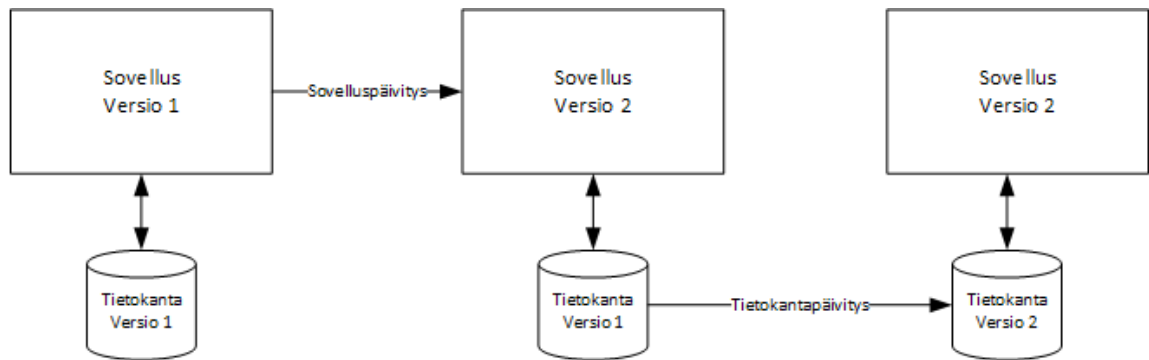 Sovellus
Versio 1
Sovelluspäivitys
Sovellus
Versio 2
Sovellus
Versio 2
Tietokanta
Versio 1
Tietokanta
Versio 1
Tietokantapäivitys
Tietokanta
Versio 2